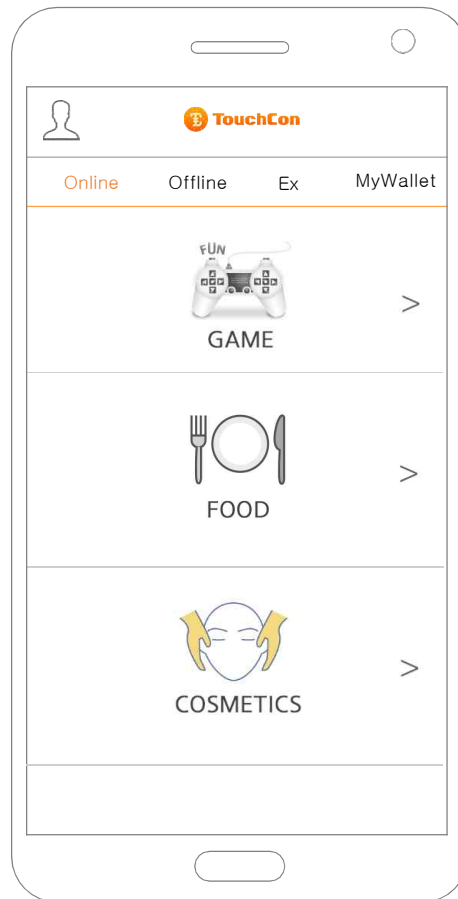 TouchCon
Online Offline Ex MyWallet
FUN
GAME
>
FOOD
>
COSMETICS
>